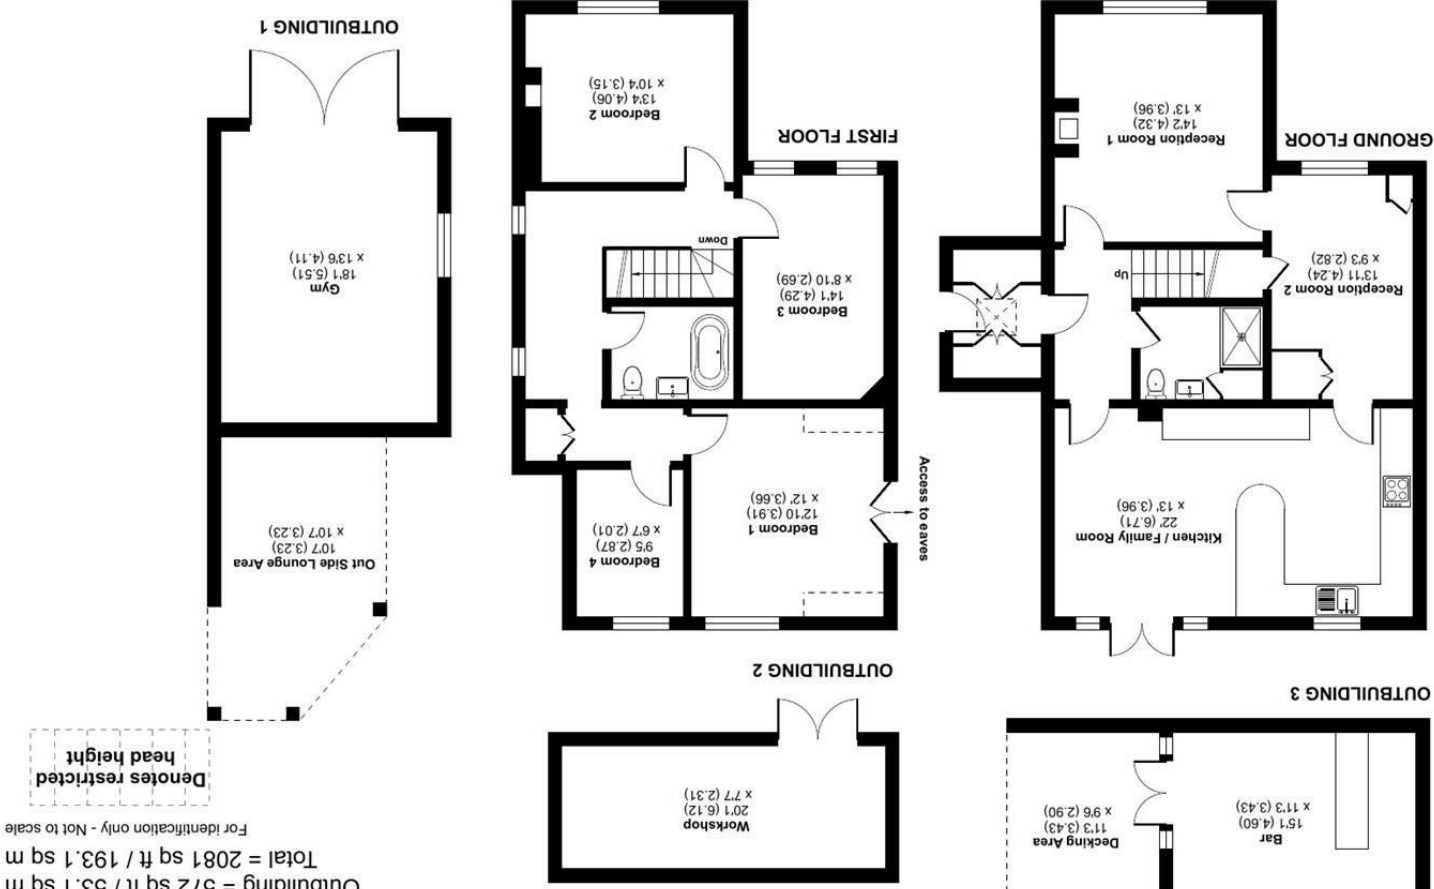 Outbuilding = 572 sq ft / 53.1 sq m
Total = 2081 sq ft / 193.1 sq m
For identification only - Not to scale
Denotes restricted
head height
Bar
15'1 (4.60)
x 11'3 (3.43)
Decking Area
11'3 (3.43)
x 9'6 (2.90)
OUTBUILDING 3
Workshop
20'1 (6.12)
x 7'7 (2.31)
OUTBUILDING 2
Kitchen / Family Room
22' (6.71)
x 13' (3.96)
Reception Room 2
13'11 (4.24)
x 9'3 (2.82)
Up
Reception Room 1
14'2 (4.32)
x 13' (3.96)
GROUND FLOOR
Access to eaves
Bedroom 1
12'10 (3.91)
x 12' (3.66)
Bedroom 4
9'5 (2.87)
x 6'7 (2.01)
Bedroom 3
14'1 (4.29)
x 8'10 (2.69)
Down
Bedroom 2
13'4 (4.06)
x 10'4 (3.15)
FIRST FLOOR
Out Side Lounge Area
10'7 (3.23)
x 10'7 (3.23)
Gym
18'1 (5.51)
x 13'6 (4.11)
OUTBUILDING 1